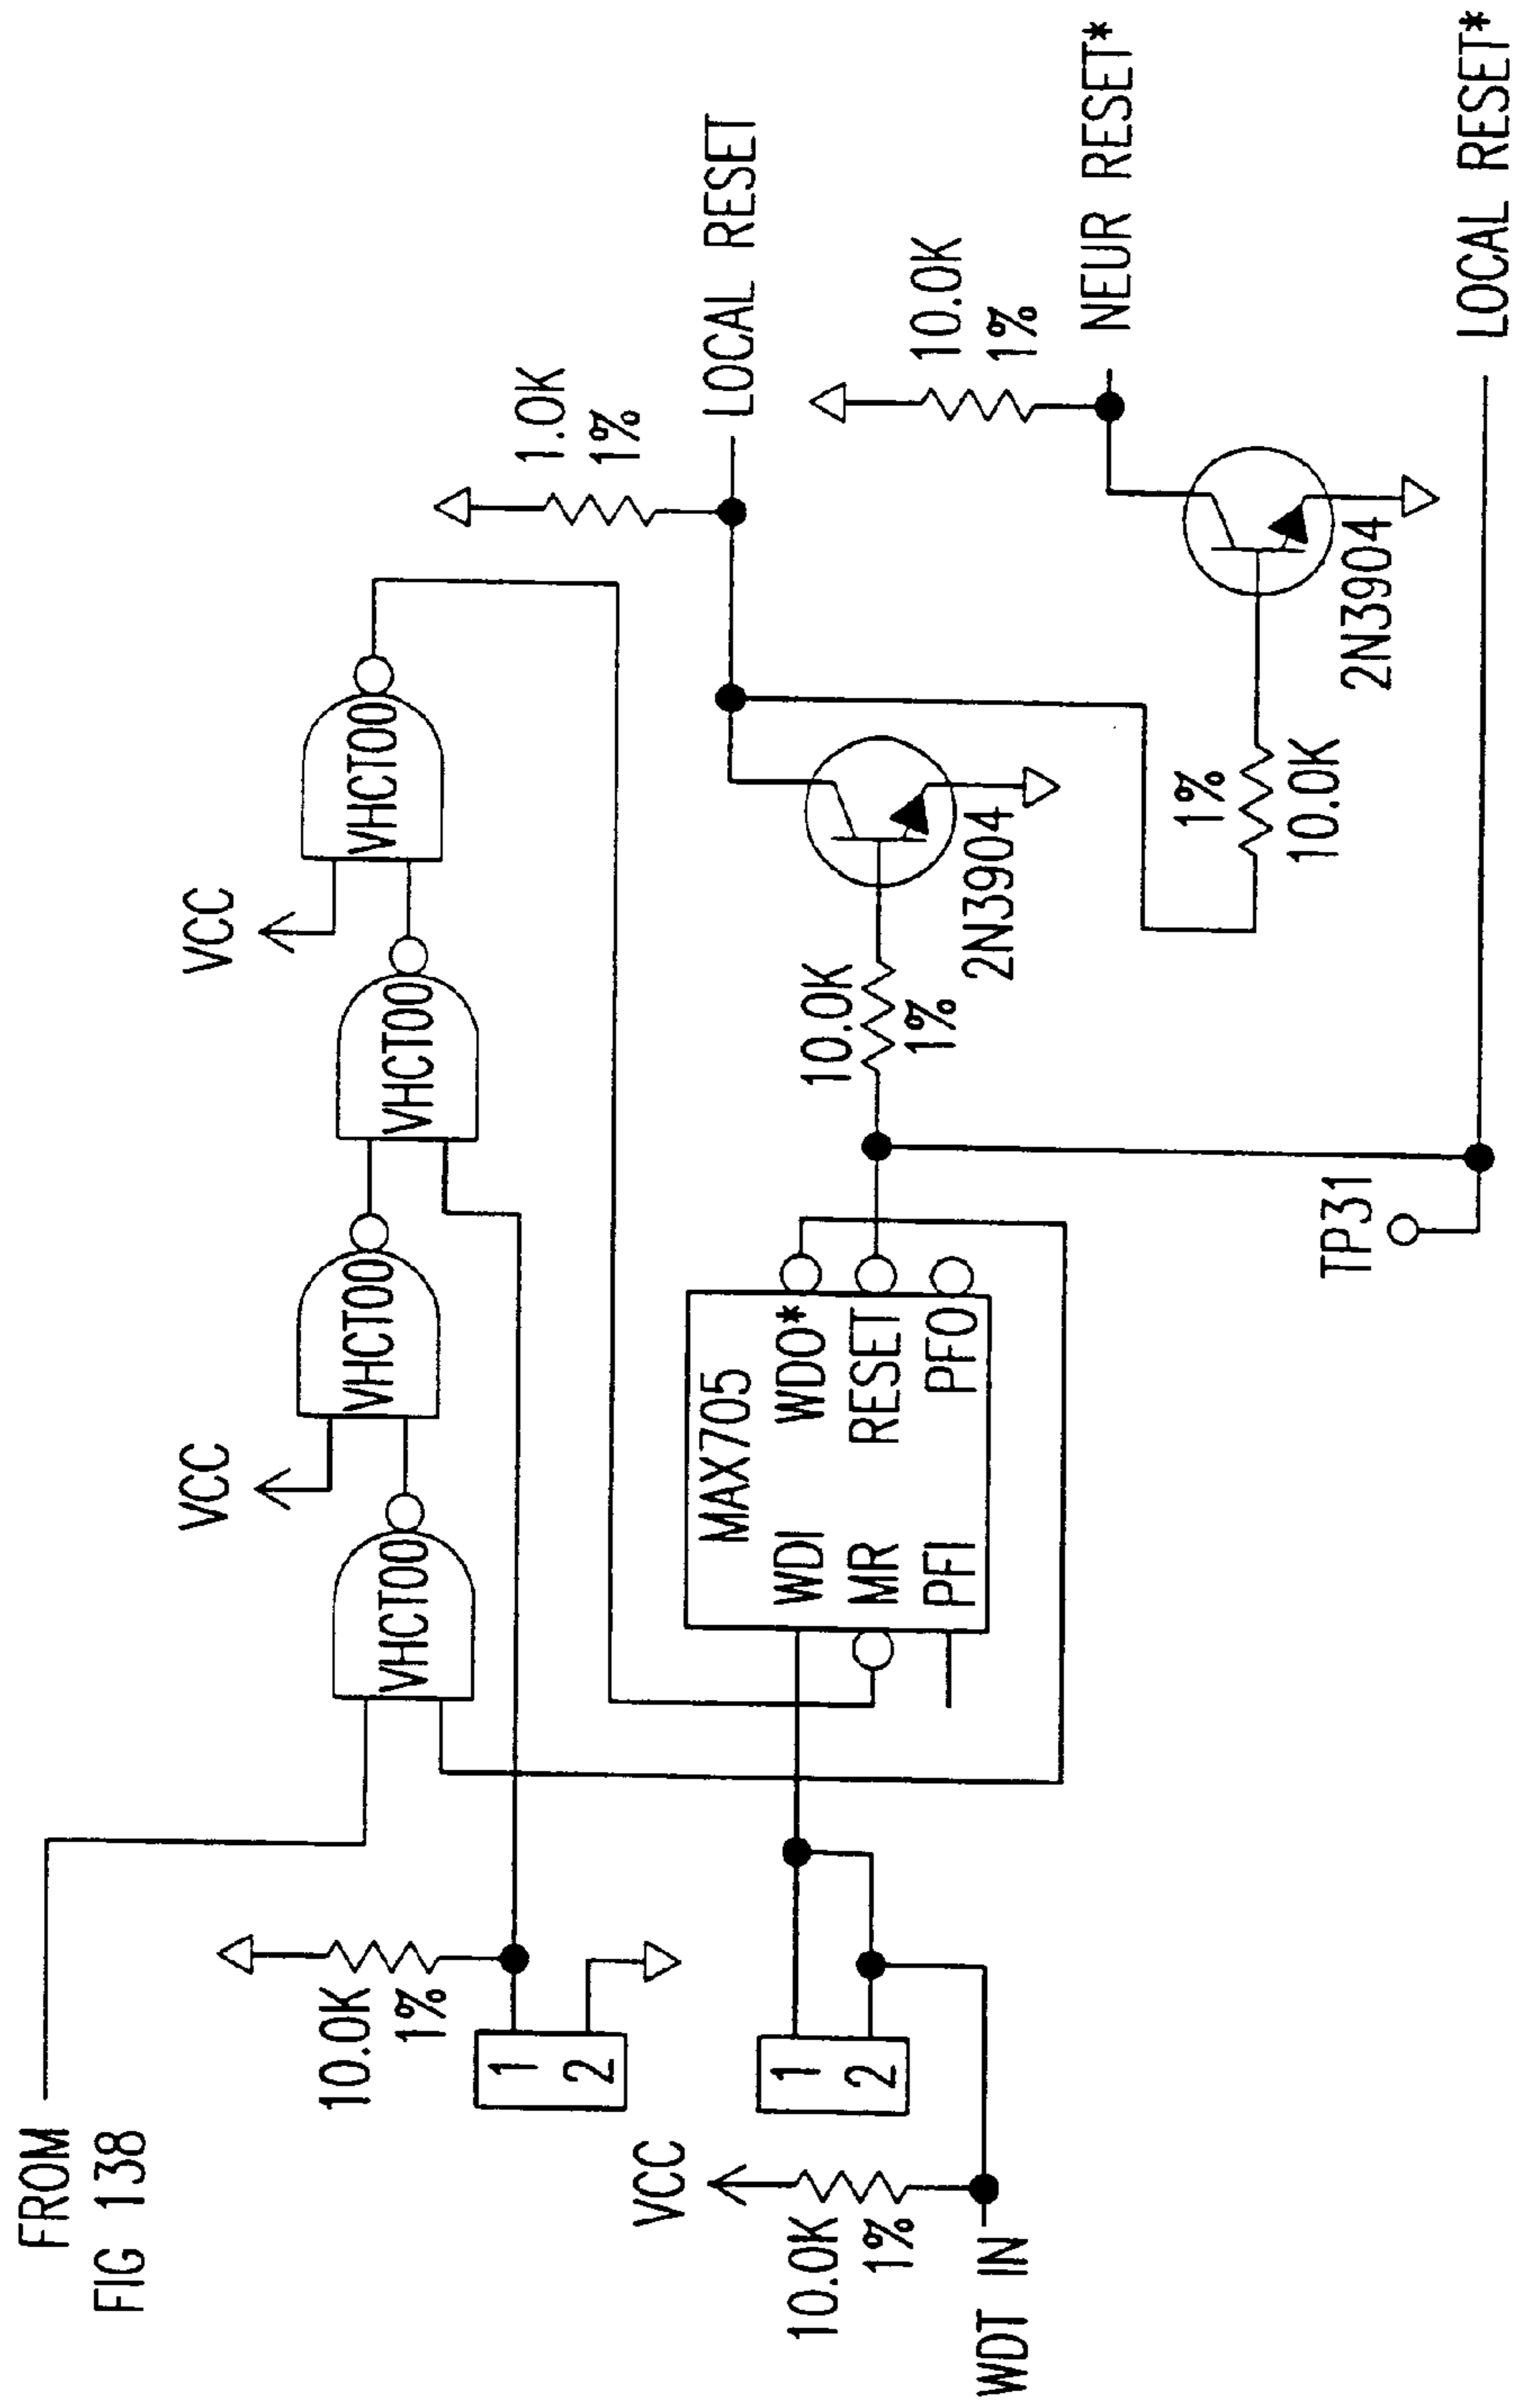 FROM
FIG 138
10.0K
1%
1
2
VCC
10.0K
1%
WDT IN
1
2
VHCT00
VCC
VHCT00
VHCT00
VCC
VHCT00
MAX705
WDI
WDO*
MR
RESET
PFI
PFO
TP31
10.0K
1%
2N3904
1.0K
1%
LOCAL RESET
1%
10.0K
2N3904
10.0K
1%
NEUR RESET*
LOCAL RESET*